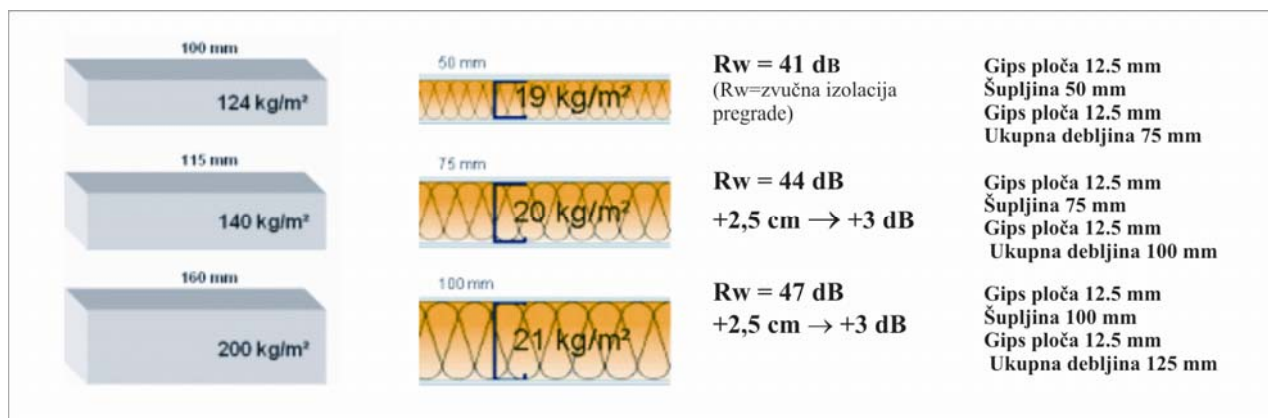 100 mm
124 kg/m²
50 mm
19 kg/m²
Rw = 41 dB
(Rw=zvučna izolacija
pregrade)
Gips ploča 12.5 mm
Šupljina 50 mm
Gips ploča 12.5 mm
Ukupna debljina 75 mm
115 mm
140 kg/m²
75 mm
20 kg/m²
Rw = 44 dB
+2,5 cm → +3 dB
Gips ploča 12.5 mm
Šupljina 75 mm
Gips ploča 12.5 mm
Ukupna debljina 100 mm
160 mm
200 kg/m²
100 mm
21 kg/m²
Rw = 47 dB
+2,5 cm → +3 dB
Gips ploča 12.5 mm
Šupljina 100 mm
Gips ploča 12.5 mm
Ukupna debljina 125 mm